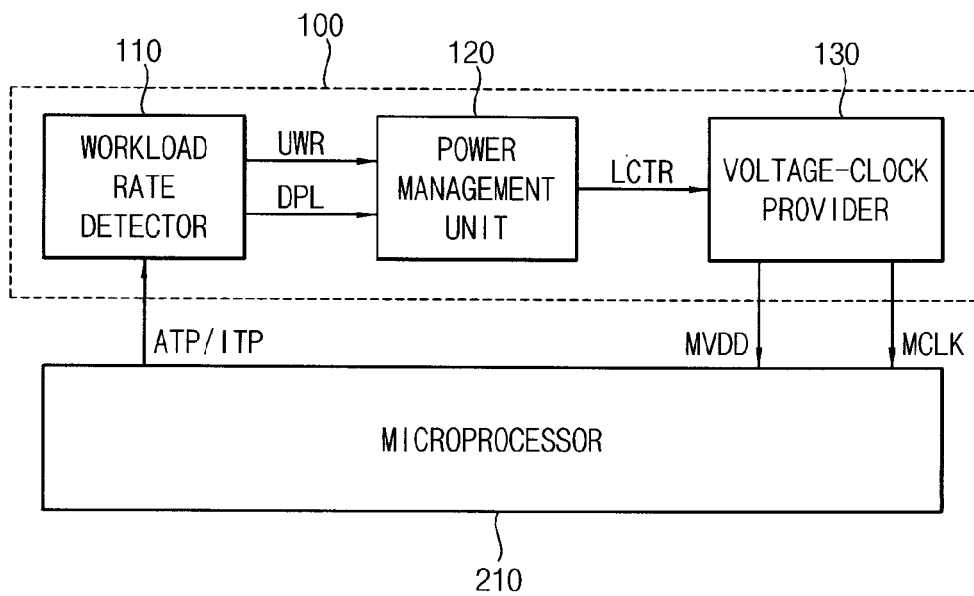 100
110
120
130
WORKLOAD
RATE
DETECTOR
UWR
DPL
POWER
MANAGEMENT
UNIT
LCTR
VOLTAGE-CLOCK
PROVIDER
ATP/ITP
MVDD
MCLK
MICROPROCESSOR
210